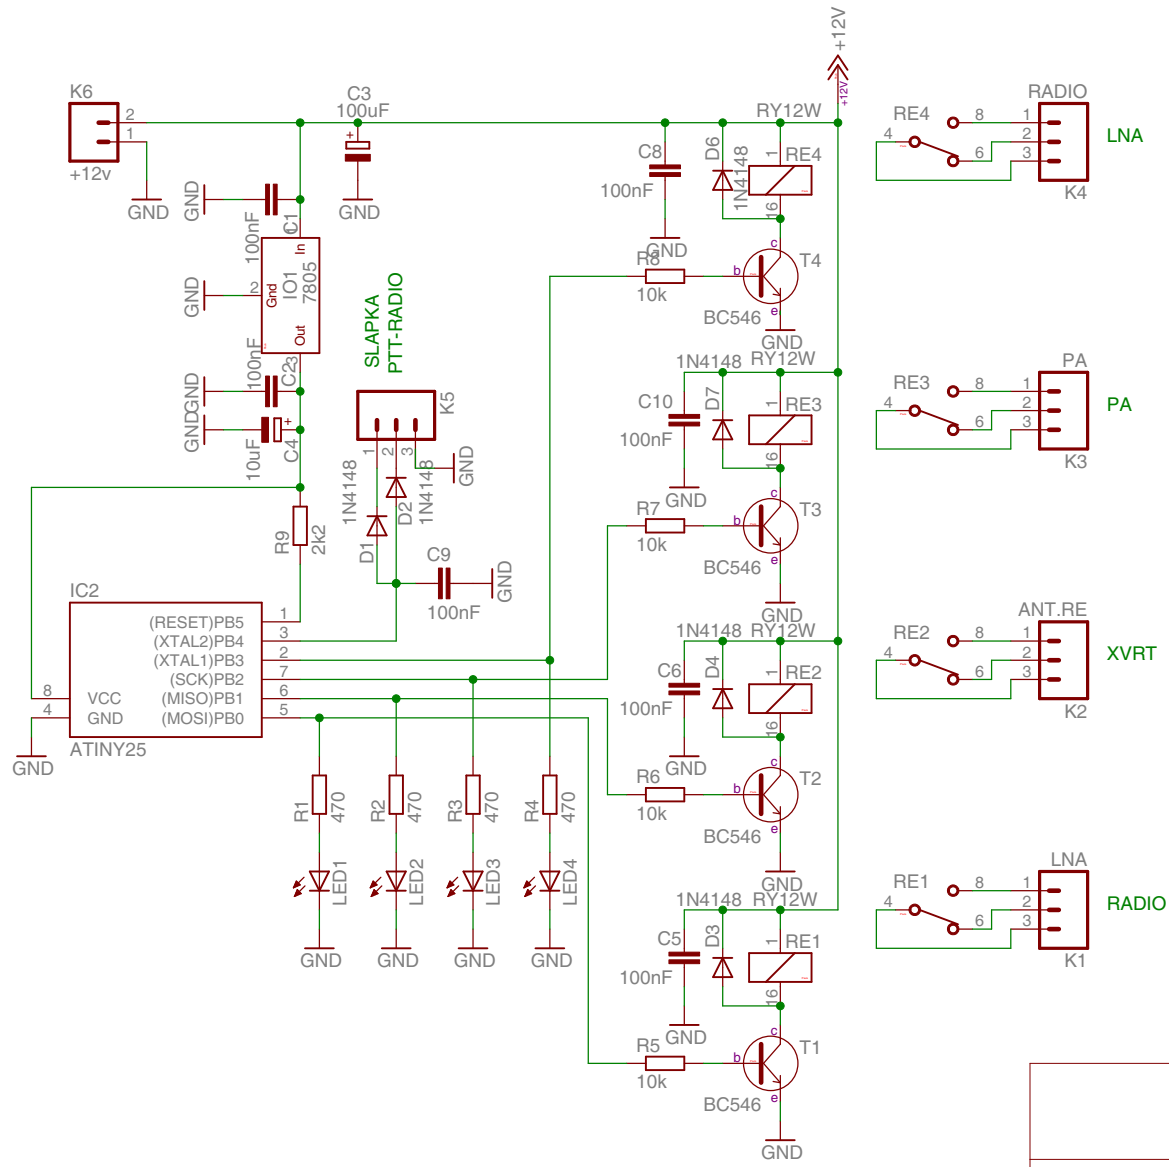 +12V
+12V
K6
2
1
+12v
GND
C3
100uF
+
GND
GND
C1
100nF
1
In
IO1
7805
Gnd
2
GND
Out
3
GND
100nF
C2
GND
10uF
C4
+
SLAPKA
PTT-RADIO
K5
1
2
3
GND
1N4148
D1
D2
1N4148
C9
100nF
GND
R9
2k2
IC2
(RESET)PB5
(XTAL2)PB4
(XTAL1)PB3
(SCK)PB2
(MISO)PB1
(MOSI)PB0
1
3
2
7
6
5
8
4
VCC
GND
ATINY25
GND
R1
470
R2
470
R3
470
R4
470
LED1
LED2
LED3
LED4
GND
GND
GND
GND
C8
100nF
GND
D6
1N4148
RY12W
1
RE4
16
R8
10k
b
c
e
T4
BC546
GND
1N4148
RY12W
C10
100nF
GND
D7
1
RE3
16
R7
10k
b
c
e
T3
BC546
GND
1N4148
RY12W
C6
100nF
GND
D4
1
RE2
16
R6
10k
b
c
e
T2
BC546
GND
1N4148
RY12W
C5
100nF
GND
D3
1
RE1
16
R5
10k
b
c
e
T1
BC546
GND
RADIO
RE4
4
8
6
1
2
3
LNA
K4
PA
RE3
4
8
6
1
2
3
PA
K3
ANT.RE
RE2
4
8
6
1
2
3
XVRT
K2
LNA
RE1
4
8
6
1
2
3
RADIO
K1